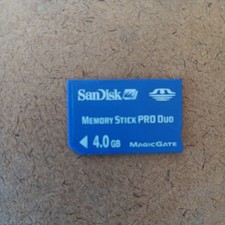 SanDisk
MEMORY STICK PRO DUO
4.0 GB MAGICGATE